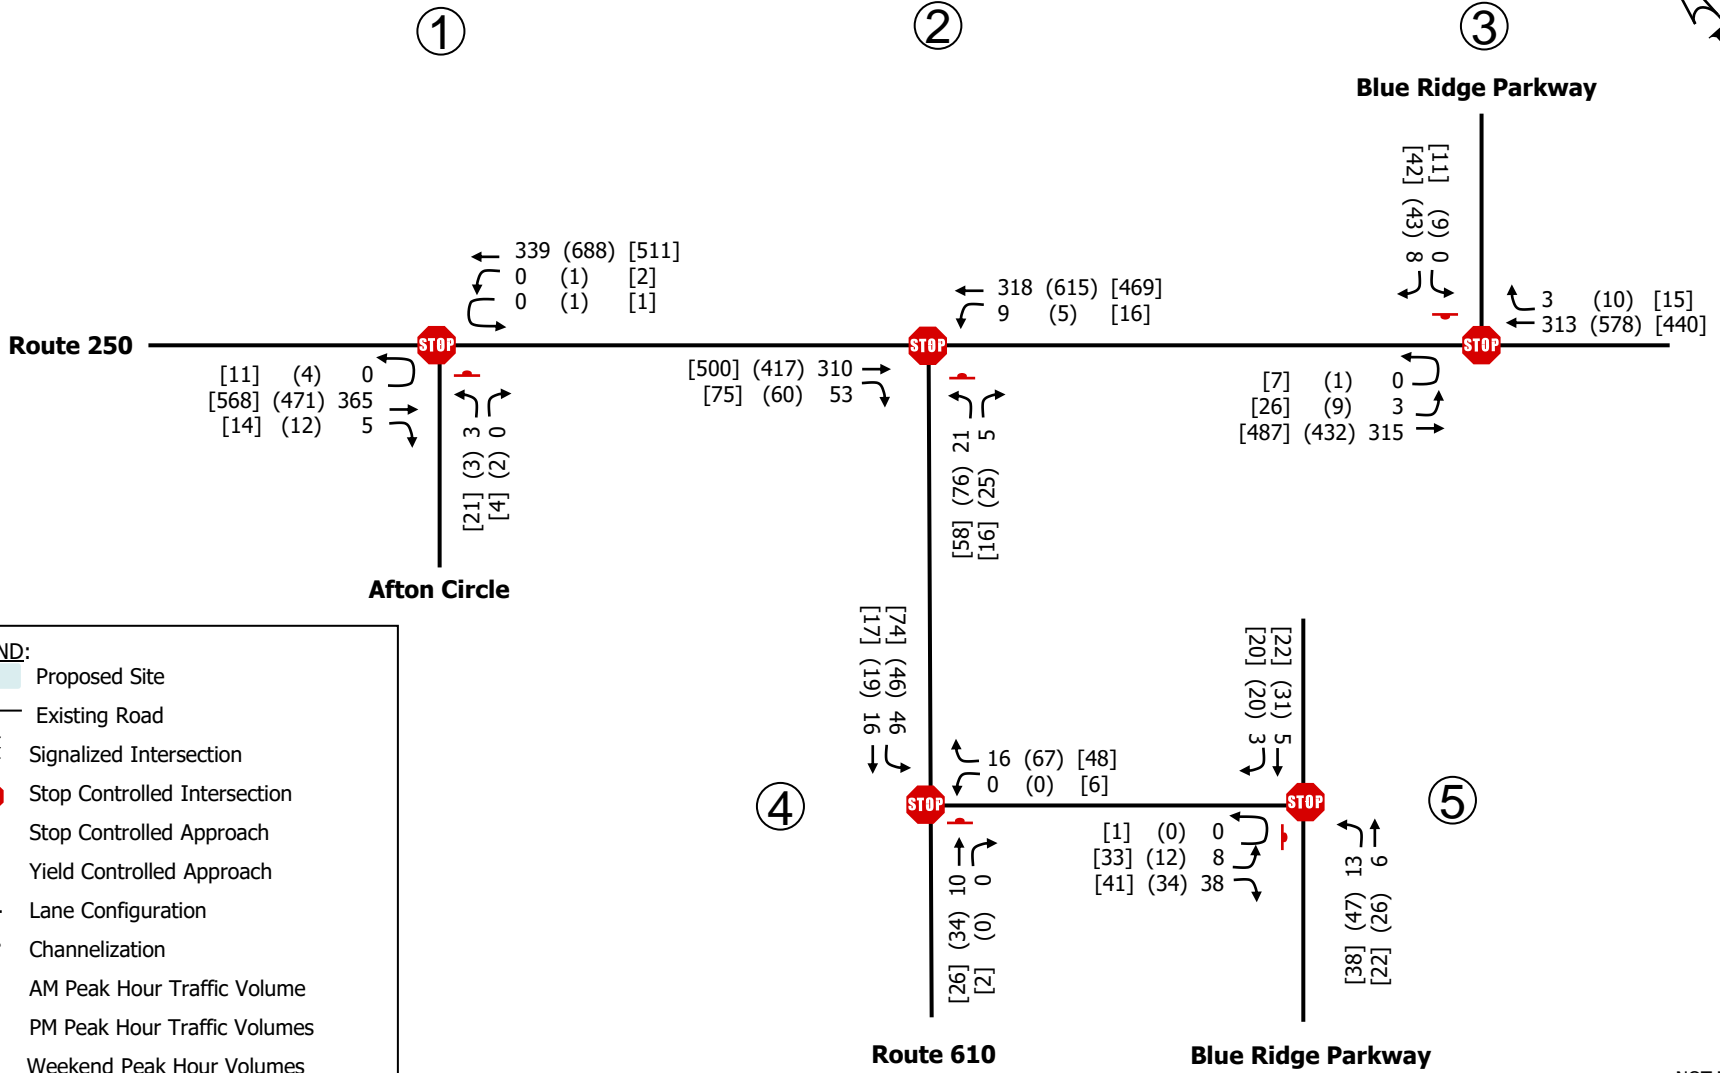 1
2
3
Blue Ridge Parkway
[11] (9) 0
[42] (43) 8
339 (688) [511]
0 (1) [2]
0 (1) [1]
318 (615) [469]
9 (5) [16]
3 (10) [15]
313 (578) [440]
Route 250
STOP
STOP
STOP
[11] (4) 0
[568] (471) 365
[14] (12) 5
[500] (417) 310
[75] (60) 53
[7] (1) 0
[26] (9) 3
[487] (432) 315
[21] (3) 3
[4] (2) 0
[58] (76) 21
[16] (25) 5
Afton Circle
[74] (46) 46
[17] (19) 16
[22] (31) 5
[20] (20) 3
ND:
Proposed Site
Existing Road
Signalized Intersection
Stop Controlled Intersection
Stop Controlled Approach
Yield Controlled Approach
Lane Configuration
Channelization
AM Peak Hour Traffic Volume
PM Peak Hour Traffic Volumes
Weekend Peak Hour Volumes
16 (67) [48]
0 (0) [6]
4
STOP
STOP
5
[1] (0) 0
[33] (12) 8
[41] (34) 38
[26] (34) 10
[2] (0) 0
[38] (47) 13
[22] (26) 6
Route 610
Blue Ridge Parkway